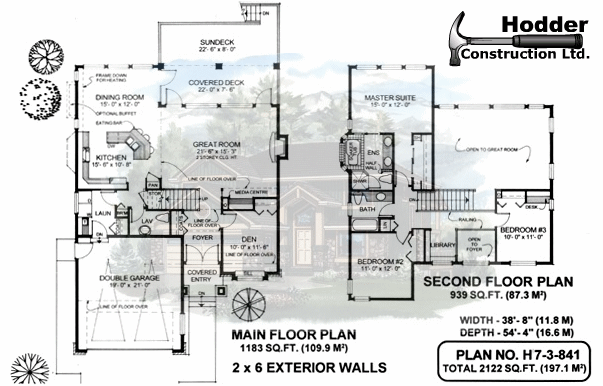 Hodder
Construction Ltd.
DN
SUNDECK
22'- 6" x 8'- 0"
FRAME DOWN
FOR HEATING
COVERED DECK
22'- 0" x 7'- 6"
DINING ROOM
15'- 0" x 12'- 0"
OPTIONAL BUFFET
EATING BAR
KITCHEN
15'- 6" x 10'- 8"
GREAT ROOM
21'- 6" x 15'- 3"
2 STOREY CLG. HT.
LINE OF FLOOR OVER
PAN
STOR
MEDIA CENTRE
LAUN
LAV
LINE OF
FLOOR OVER
FOYER
DEN
10'- 0" x 11'- 6"
LINE OF FLOOR OVER
DOUBLE GARAGE
19'- 0" x 21'- 0"
LINE OF FLOOR OVER
COVERED
ENTRY
MAIN FLOOR PLAN
1183 SQ.FT. (109.9 M²)
2 x 6 EXTERIOR WALLS
MASTER SUITE
15'- 0" x 12'- 0"
ENS
HALF
WALL
OPEN TO GREAT ROOM
BATH
DN
RAILING
DESK
BEDROOM #3
10'- 0" x 11'- 0"
LIBRARY
OPEN
TO
FOYER
BEDROOM #2
11'- 0" x 12'- 0"
SECOND FLOOR PLAN
939 SQ.FT. (87.3 M²)
WIDTH - 38'- 8" (11.8 M)
DEPTH - 54'- 4" (16.6 M)
PLAN NO. H7-3-841
TOTAL 2122 SQ.FT. (197.1 M²)